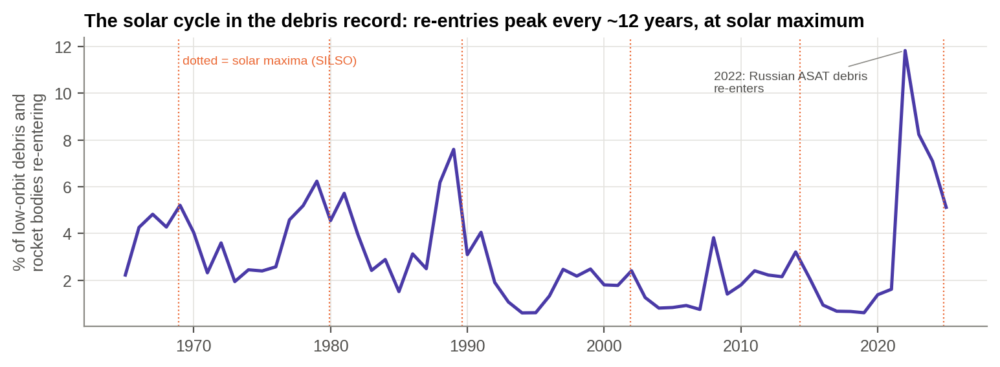 The solar cycle in the debris record: re-entries peak every ~12 years, at solar maximum
% of low-orbit debris and
rocket bodies re-entering
12
10
8
6
4
2
dotted = solar maxima (SILSO)
2022: Russian ASAT debris
re-enters
1970
1980
1990
2000
2010
2020